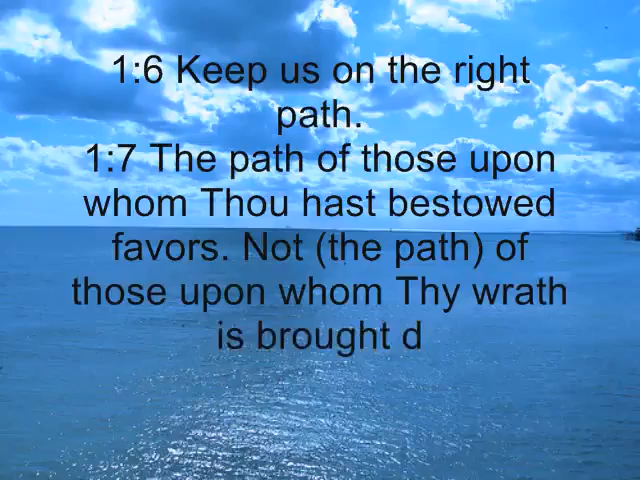 1:6 Keep us on the right
path.
1:7 The path of those upon
whom Thou hast bestowed
favors. Not (the path) of
those upon whom Thy wrath
is brought d